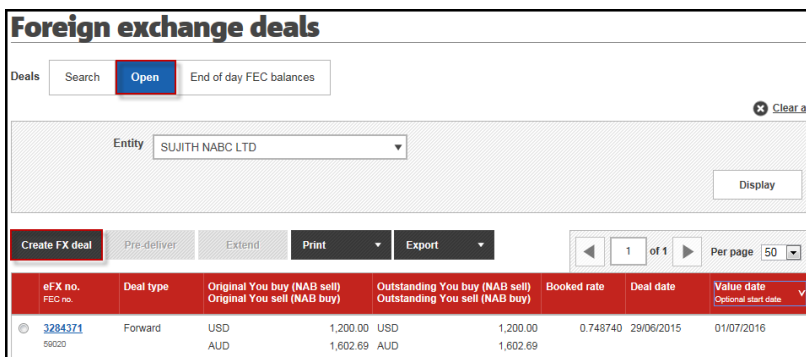 Foreign exchange deals
Deals Search Open End of day FEC balances
Clear a
Entity SUJITH NABC LTD
Display
Create FX deal Pre-deliver Extend Print Export 1 of 1 Per page 50
eFX no. Deal type Original You buy (NAB sell) Outstanding You buy (NAB sell) Booked rate Deal date Value date
FEC no. Original You sell (NAB buy) Outstanding You sell (NAB buy) Optional start date
3284371 Forward USD 1,200.00 USD 1,200.00 0.748740 29/06/2015 01/07/2016
59020 AUD 1,602.69 AUD 1,602.69